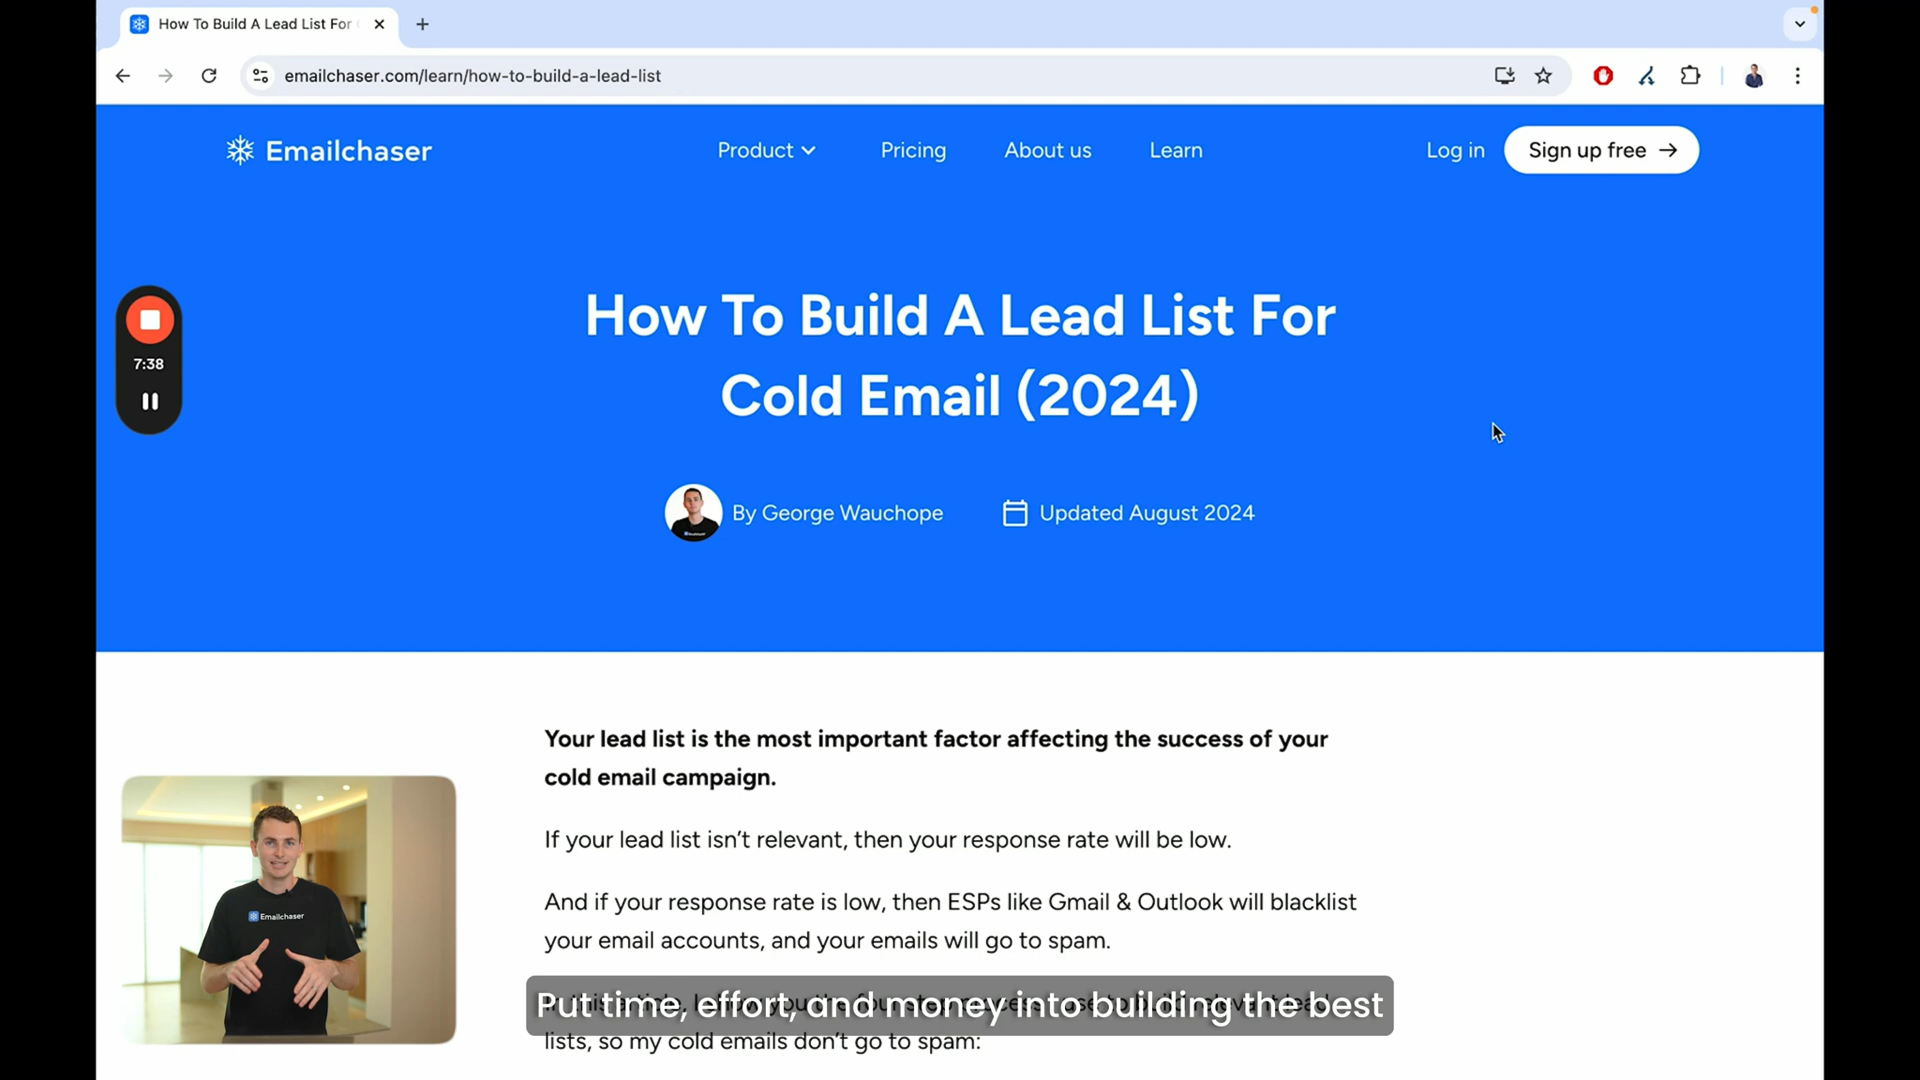 How To Build A Lead List For
emailchaser.com/learn/how-to-build-a-lead-list
Emailchaser
Product
Pricing
About us
Learn
Log in
Sign up free →
How To Build A Lead List For
Cold Email (2024)
7:38
By George Wauchope
Updated August 2024
Your lead list is the most important factor affecting the success of your
cold email campaign.
If your lead list isn't relevant, then your response rate will be low.
And if your response rate is low, then ESPs like Gmail & Outlook will blacklist
your email accounts, and your emails will go to spam.
Emailchaser
Put time, effort, and money into building the best
lists, so my cold emails don't go to spam: